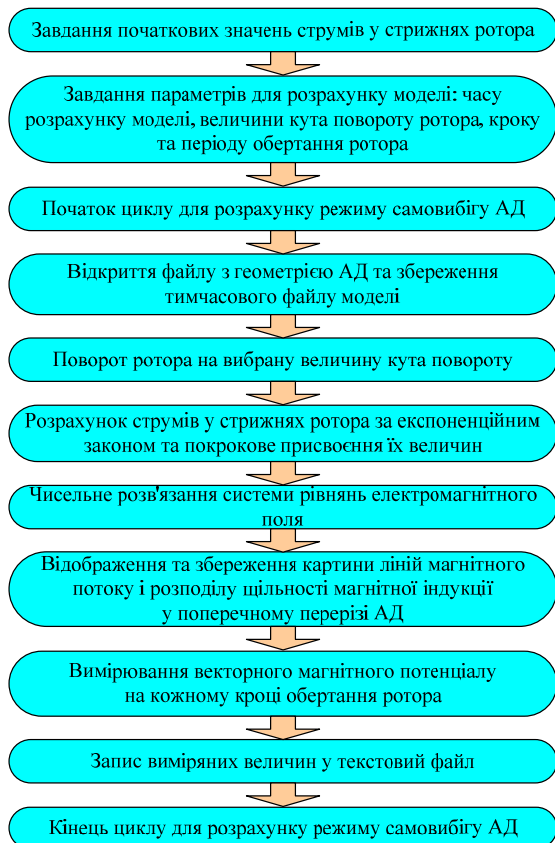 Завдання початкових значень струмів у стрижнях ротора
Завдання параметрів для розрахунку моделі: часу
розрахунку моделі, величини кута повороту ротора, кроку
та періоду обертання ротора
Початок циклу для розрахунку режиму самовибігу АД
Відкриття файлу з геометрією АД та збереження
тимчасового файлу моделі
Поворот ротора на вибрану величину кута повороту
Розрахунок струмів у стрижнях ротора за експоненційним
законом та покрокове присвоєння їх величин
Чисельне розв'язання системи рівнянь електромагнітного
поля
Відображення та збереження картини ліній магнітного
потоку і розподілу щільності магнітної індукції
у поперечному перерізі АД
Вимірювання векторного магнітного потенціалу
на кожному кроці обертання ротора
Запис виміряних величин у текстовий файл
Кінець циклу для розрахунку режиму самовибігу АД